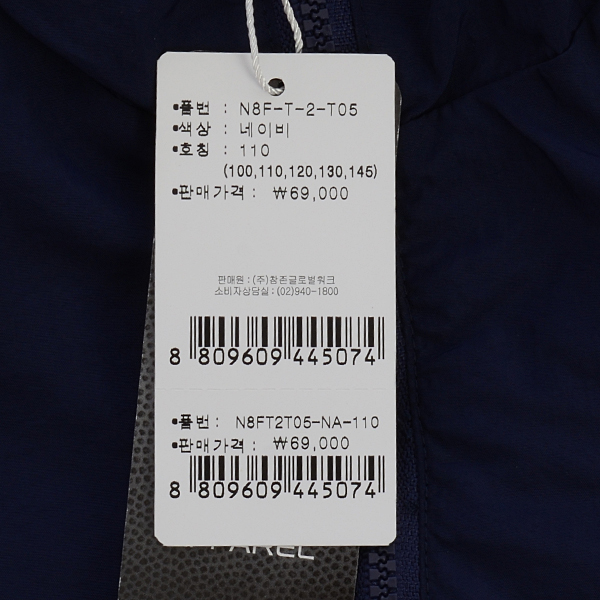 •품번 : N8F-T-2-T05
•색상 : 네이비
•호칭 : 110
(100,110,120,130,145)
•판매가격 : ₩69,000
판매원 : (주)창존글로벌워크
소비자상담실 : (02)940-1800
8 809609 445074
•품번 : N8FT2T05-NA-110
•판매가격 : ₩69,000
8 809609 445074